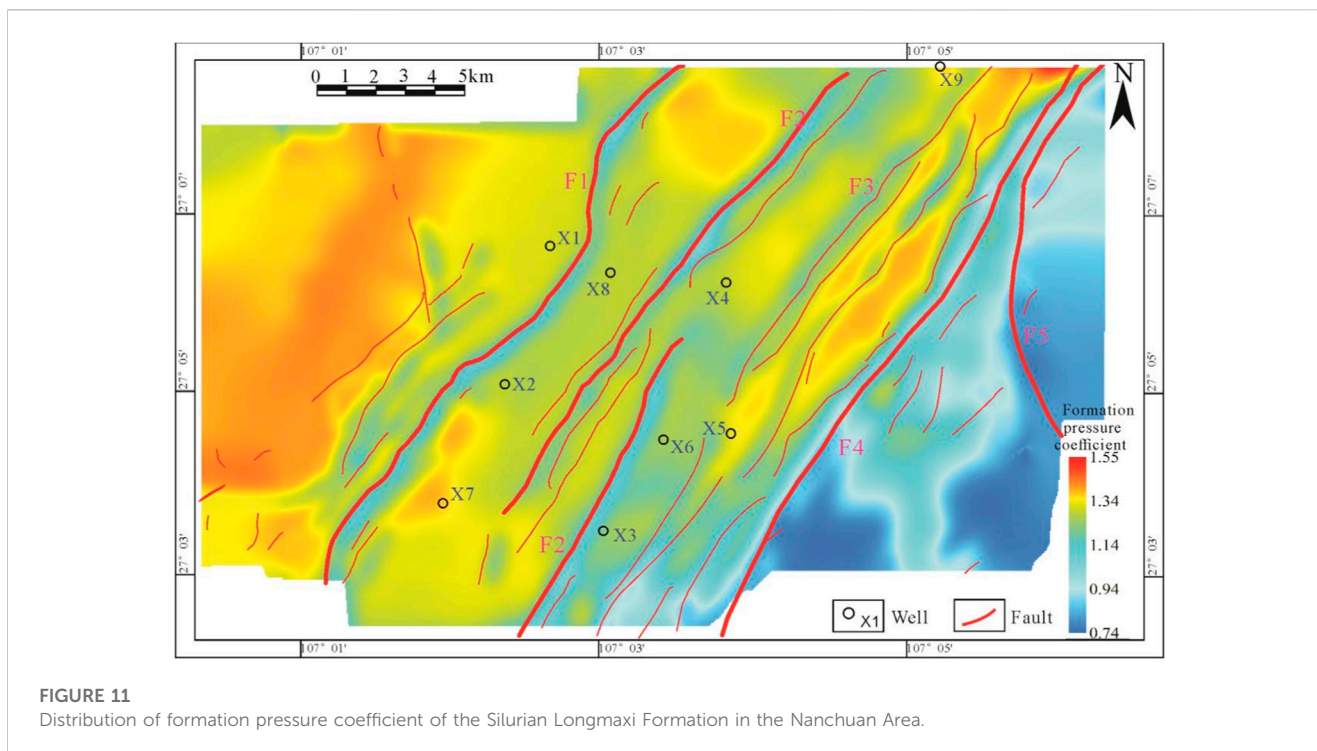 107° 01'
107° 03'
107° 05'
0 1 2 3 4 5km
N
X9
F2
F1
F3
27° 07'
27° 07'
X1
X8
X4
F5
27° 05'
27° 05'
X2
X5
X6
F4
Formation
pressure
coefficient
1.55
1.34
1.14
0.94
0.74
X7
F2
X3
27° 03'
27° 03'
X1 Well
Fault
107° 01'
107° 03'
107° 05'
FIGURE 11
Distribution of formation pressure coefficient of the Silurian Longmaxi Formation in the Nanchuan Area.